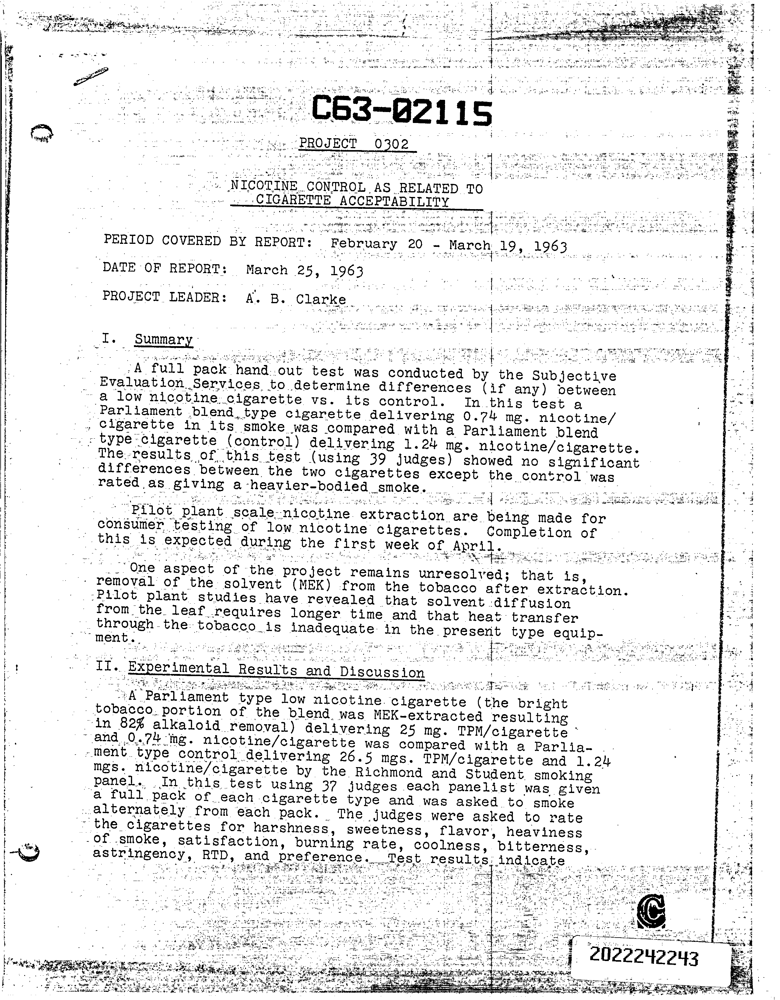 C63-02115
PROJECT 0302
NICOTINE CONTROL AS RELATED TO
CIGARETTE ACCEPTABILITY
PERIOD COVERED BY REPORT: February 20 - March 19, 1963
DATE OF REPORT: March 25, 1963
PROJECT LEADER: A. B. Clarke
I. Summary
A full pack hand out test was conducted by the Subjective
Evaluation Services to determine differences (if any) between
a low nicotine cigarette vs. its control. In this test a
Parliament blend type cigarette delivering 0.74 mg. nicotine/
cigarette in its smoke was compared with a Parliament blend
type cigarette (control) delivering 1.24 mg. nicotine/cigarette.
The results of this test (using 39 judges) showed no significant
differences between the two cigarettes except the control was
rated as giving a heavier-bodied smoke.
Pilot plant scale nicotine extraction are being made for
consumer testing of low nicotine cigarettes. Completion of
this is expected during the first week of April.
One aspect of the project remains unresolved; that is,
removal of the solvent (MEK) from the tobacco after extraction.
Pilot plant studies have revealed that solvent diffusion
from the leaf requires longer time and that heat transfer
through the tobacco is inadequate in the present type equip-
ment.
II. Experimental Results and Discussion
A Parliament type low nicotine cigarette (the bright
tobacco portion of the blend was MEK-extracted resulting
in 82% alkaloid removal) delivering 25 mg. TPM/cigarette
and 0.74 mg. nicotine/cigarette was compared with a Parlia-
ment type control delivering 26.5 mgs. TPM/cigarette and 1.24
mgs. nicotine/cigarette by the Richmond and Student smoking
panel. In this test using 37 judges each panelist was given
a full pack of each cigarette type and was asked to smoke
alternately from each pack. The judges were asked to rate
the cigarettes for harshness, sweetness, flavor, heaviness
of smoke, satisfaction, burning rate, coolness, bitterness,
astringency, RTD, and preference. Test results indicate
C
2022242243